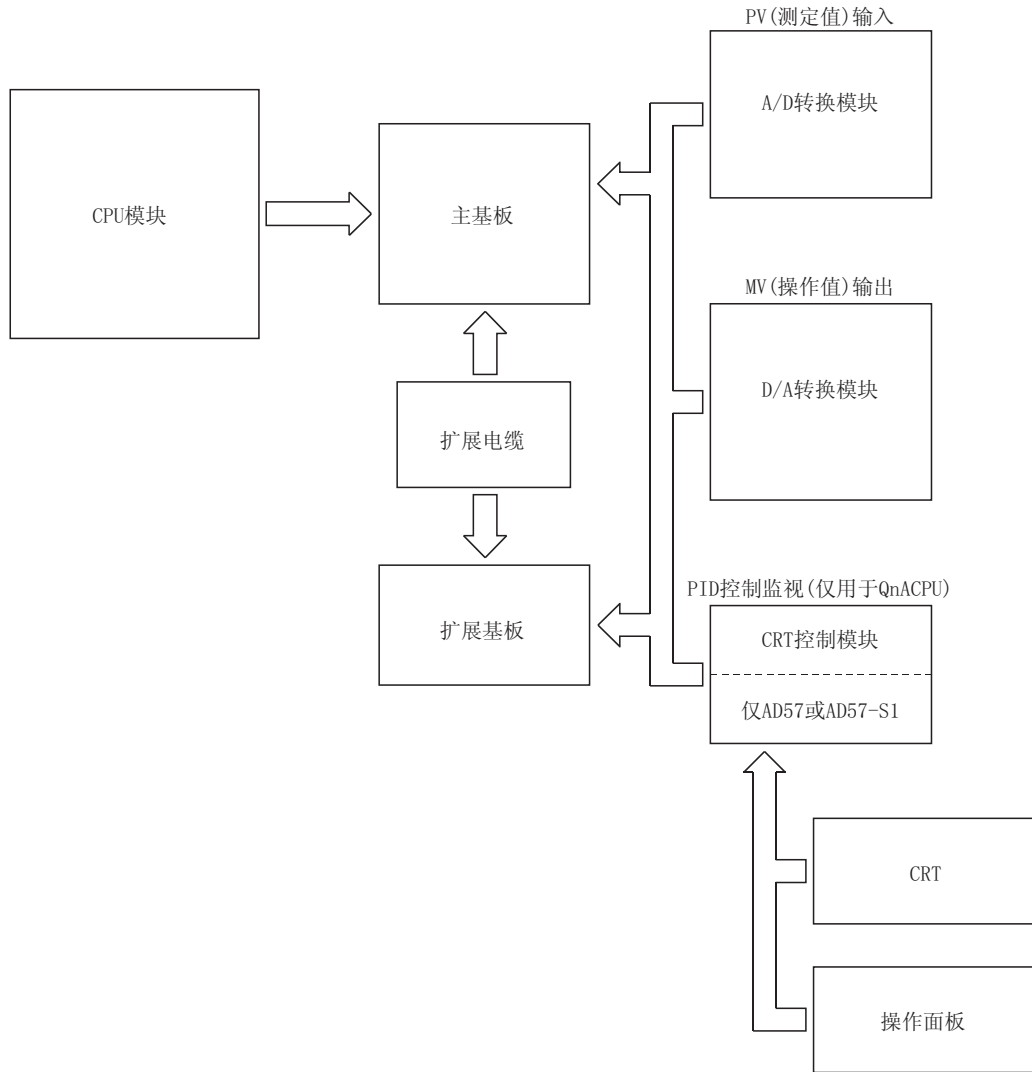 PV(测定值)输入
A/D转换模块
CPU模块
主基板
MV(操作值)输出
D/A转换模块
扩展电缆
PID控制监视(仅用于QnACPU)
扩展基板
CRT控制模块
仅AD57或AD57-S1
CRT
操作面板